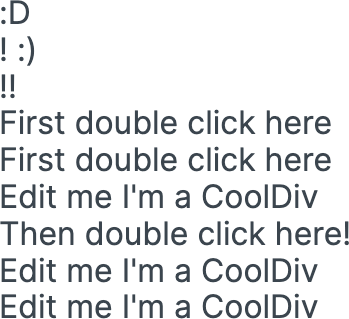 :D
! :)
!!
First double click here
First double click here
Edit me I'm a CoolDiv
Then double click here!
Edit me I'm a CoolDiv
Edit me I'm a CoolDiv